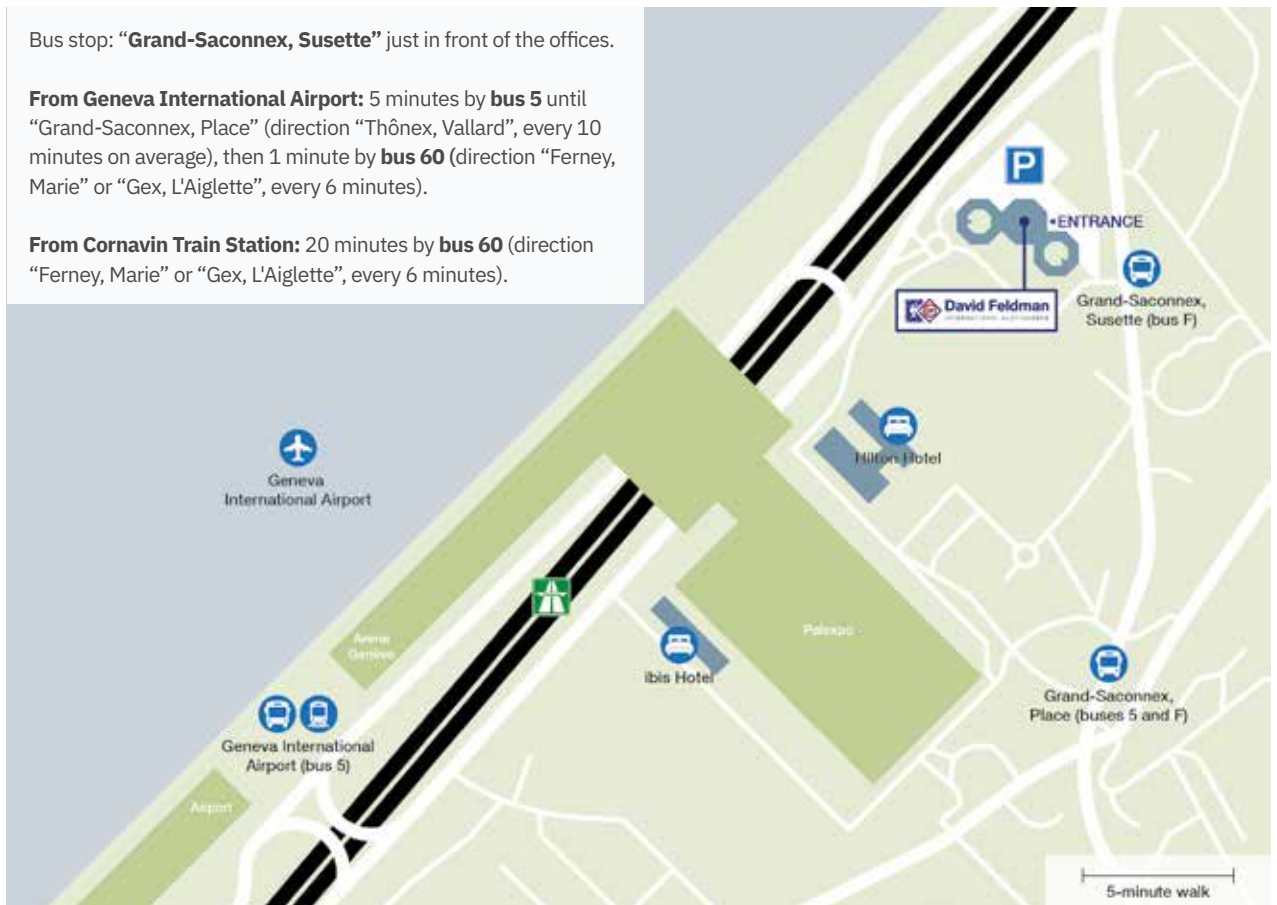 Bus stop: “Grand-Saconnex, Susette” just in front of the offices.
From Geneva International Airport: 5 minutes by bus 5 until
“Grand-Saconnex, Place” (direction “Thônex, Vallard”, every 10
minutes on average), then 1 minute by bus 60 (direction “Ferney,
Marie” or “Gex, L'Aiglette”, every 6 minutes).
From Cornavin Train Station: 20 minutes by bus 60 (direction
“Ferney, Marie” or “Gex, L'Aiglette”, every 6 minutes).
P
•ENTRANCE
David Feldman
INTERNATIONAL AUCTIONEERS
Grand-Saconnex,
Susette (bus F)
Hilton Hotel
Geneva
International Airport
Arena
Genève
ibis Hotel
Palexpo
Grand-Saconnex,
Place (buses 5 and F)
Geneva International
Airport (bus 5)
Airport
5-minute walk